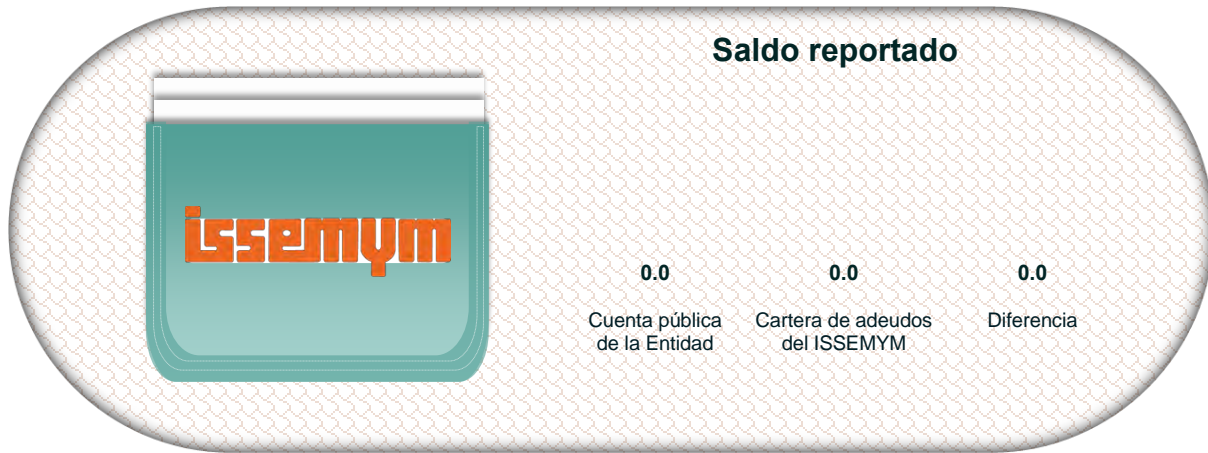 Saldo reportado
issemym
0.0 0.0 0.0
Cuenta pública Cartera de adeudos Diferencia
de la Entidad del ISSEMYM